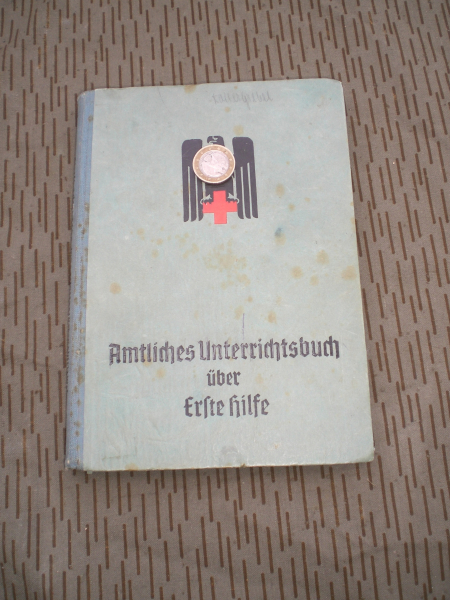 Amtliches Unterrichtsbuch
über
Erste Hilfe